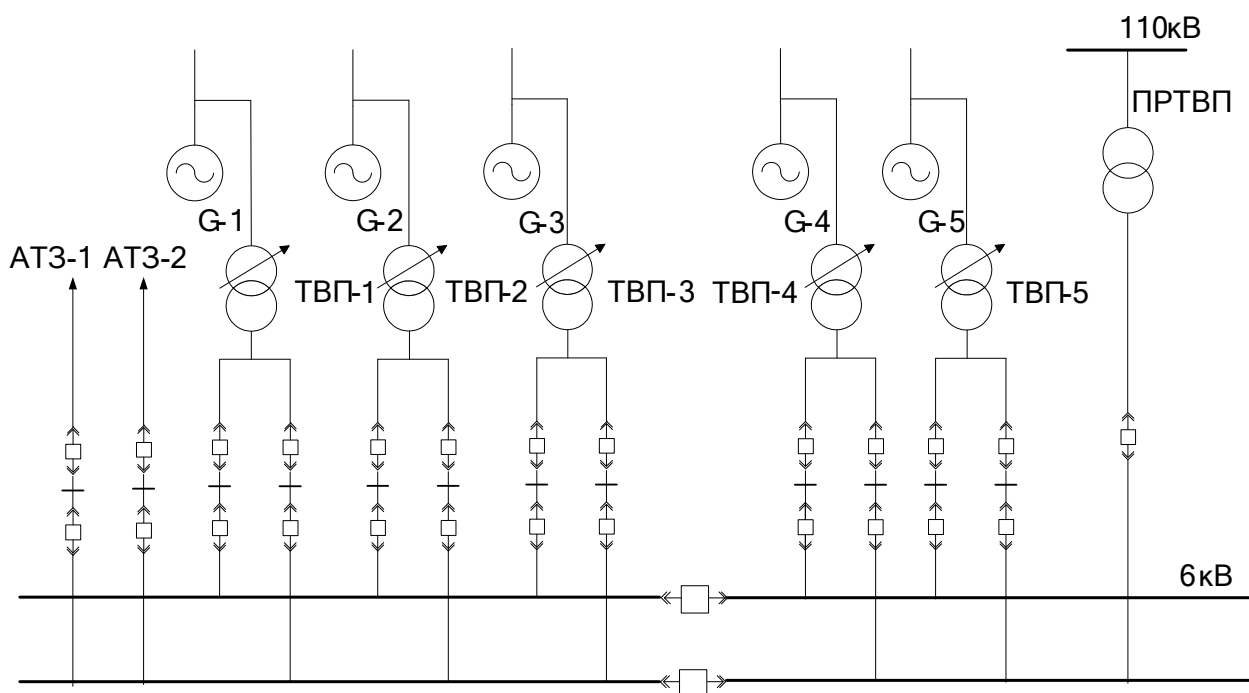 110кВ
ПРТВП
G-1
G-2
G-3
G-4
G-5
АТЗ-1
АТЗ-2
ТВП-1
ТВП-2
ТВП-3
ТВП-4
ТВП-5
6кВ